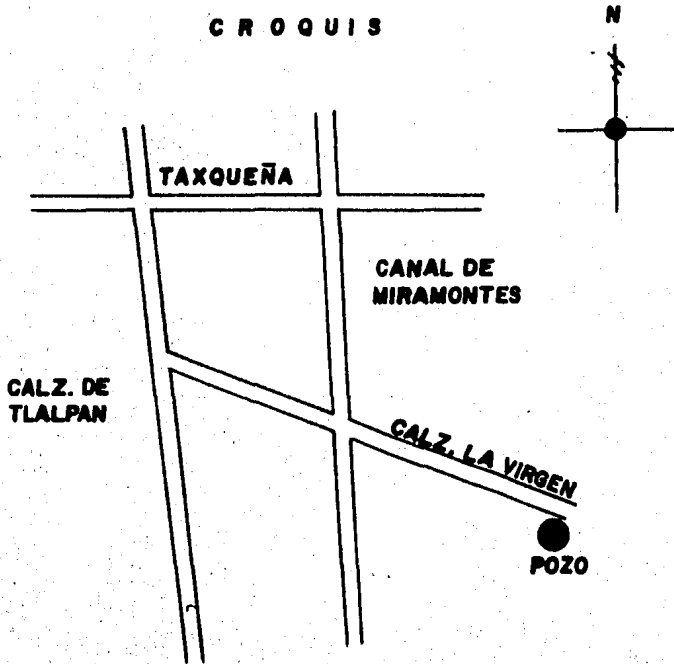 CROQUIS
N
TAXQUEÑA
CANAL DE
MIRAMONTES
CALZ. DE
TLALPAN
CALZ. LA VIRGEN
POZO